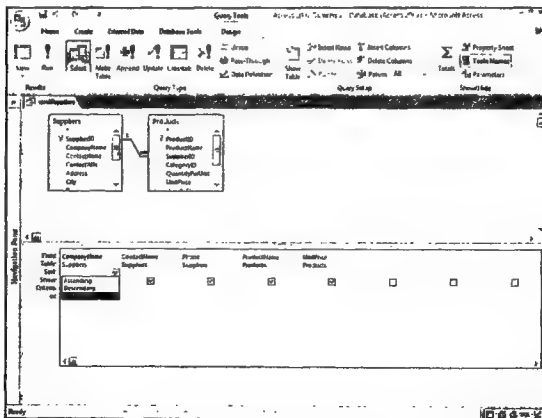 Query Tools
Home Create External Data Database Tools Design
View Run Select Make Table Append Update Crosstab Delete
Union
Pass-Through
Data Definition
Show Table
Insert Rows
Delete Rows
Insert Columns
Delete Columns
Return: All
Totals
Property Sheet
Table Names
Parameters
Results Query Type Query Setup Show/Hide
Suppliers
SupplierID
CompanyName
ContactName
ContactTitle
Address
City
Products
ProductID
ProductName
SupplierID
CategoryID
QuantityPerUnit
UnitPrice
Navigation Pane
Field: CompanyName ContactName Phone ProductName UnitPrice
Table: Suppliers Suppliers Suppliers Products Products
Sort:
Show: Ascending
Criteria: Descending
or:
Ready